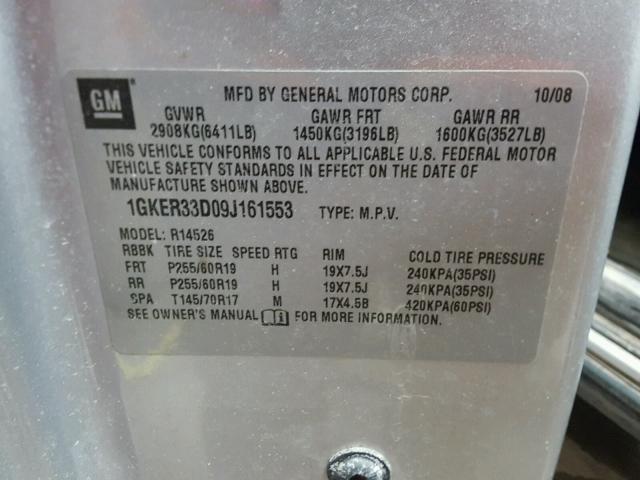 GM ®
MFD BY GENERAL MOTORS CORP. 10/08
GVWR GAWR FRT GAWR RR
2908KG(6411LB) 1450KG(3196LB) 1600KG(3527LB)
THIS VEHICLE CONFORMS TO ALL APPLICABLE U.S. FEDERAL MOTOR
VEHICLE SAFETY STANDARDS IN EFFECT ON THE DATE OF
MANUFACTURE SHOWN ABOVE.
1GKER33D09J161553 TYPE: M.P.V.
MODEL: R14526
RBBK TIRE SIZE SPEED RTG RIM COLD TIRE PRESSURE
FRT P255/60R19 H 19X7.5J 240KPA(35PSI)
RR P255/60R19 H 19X7.5J 240KPA(35PSI)
SPA T145/70R17 M 17X4.5B 420KPA(60PSI)
SEE OWNER'S MANUAL FOR MORE INFORMATION.